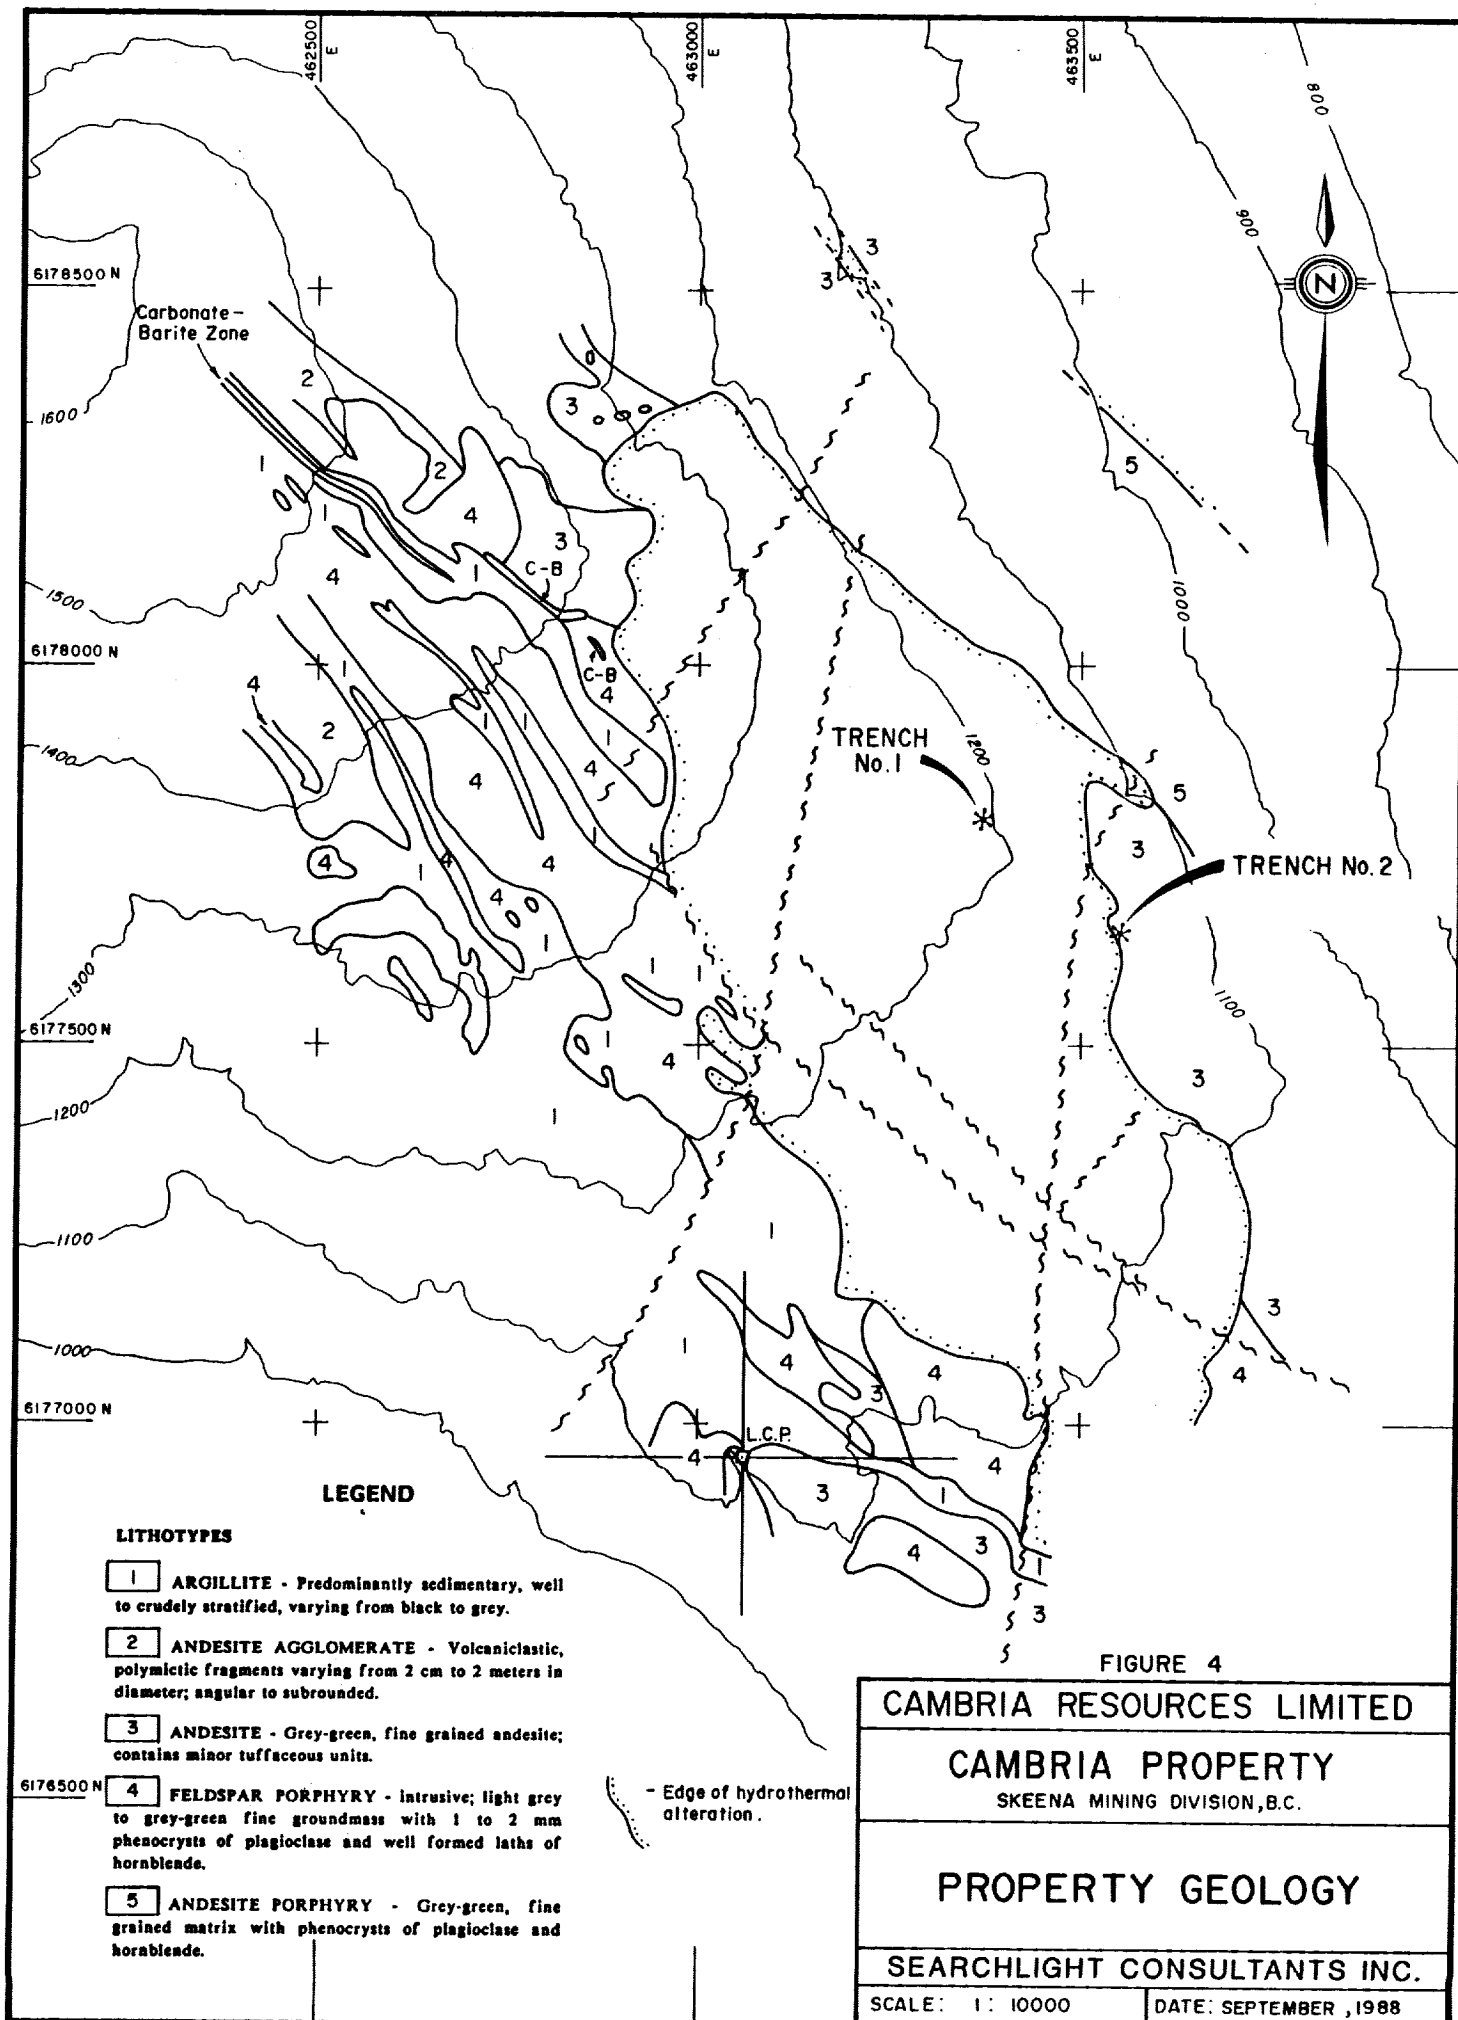 462500 E
463000 E
463500 E
800
900
3
3
6178500 N
Carbonate-
Barite Zone
2
1600
3
1
2
5
4
1
3
C-B
1
4
1500
1000
6178000 N
1
C-B
4
4
2
1
1
1
1400
4
4
TRENCH
No. 1
1200
5
1
3
4
4
4
1
TRENCH No. 2
4
1
1
1
1300
1100
6177500 N
1
4
3
1200
1
1
1100
3
1
1000
4
4
4
3
6177000 N
L.C.P.
4
4
3
1
3
4
1
3
LEGEND
LITHOTYPES
1 ARGILLITE - Predominantly sedimentary, well
to crudely stratified, varying from black to grey.
2 ANDESITE AGGLOMERATE - Volcaniclastic,
polymictic fragments varying from 2 cm to 2 meters in
diameter; angular to subrounded.
3 ANDESITE - Grey-green, fine grained andesite;
contains minor tuffaceous units.
6176500 N
4 FELDSPAR PORPHYRY - intrusive; light grey
to grey-green fine groundmass with 1 to 2 mm
phenocrysts of plagioclase and well formed laths of
hornblende.
5 ANDESITE PORPHYRY - Grey-green, fine
grained matrix with phenocrysts of plagioclase and
hornblende.
- Edge of hydrothermal
alteration.
FIGURE 4
CAMBRIA RESOURCES LIMITED
CAMBRIA PROPERTY
SKEENA MINING DIVISION, B.C.
PROPERTY GEOLOGY
SEARCHLIGHT CONSULTANTS INC.
SCALE: 1: 10000
DATE: SEPTEMBER, 1988
N